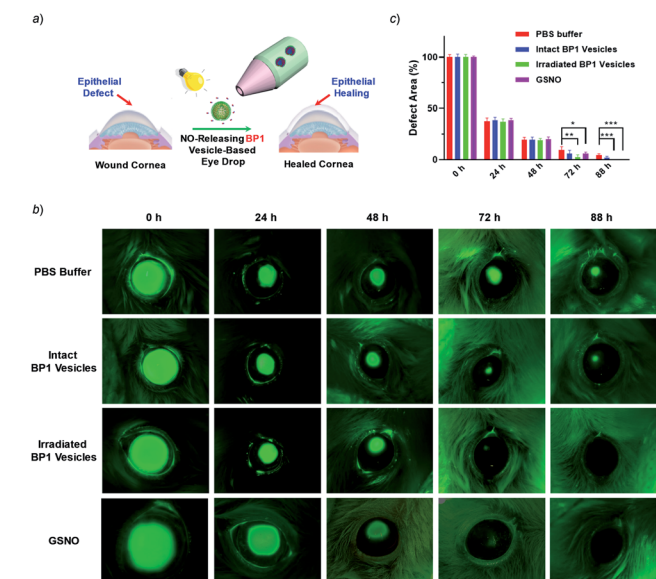 a)
Epithelial
Defect
Epithelial
Healing
NO-Releasing BP1
Vesicle-Based
Eye Drop
Wound Cornea
Healed Cornea
c)
PBS buffer
Intact BP1 Vesicles
Irradiated BP1 Vesicles
GSNO
Defect Area (%)
100
50
0
*
**
***
***
0 h
24 h
48 h
72 h
88 h
b)
0 h
24 h
48 h
72 h
88 h
PBS Buffer
Intact
BP1 Vesicles
Irradiated
BP1 Vesicles
GSNO